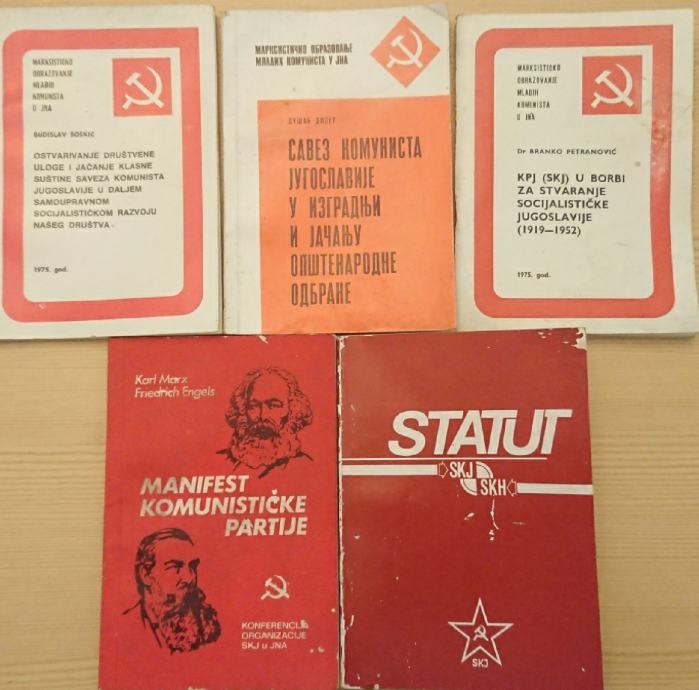 MARKSISTIČKO
OBRAZOVANJE
MLADIH
KOMUNISTA
U JNA
BUDISLAV ŠOŠKIĆ
OSTVARIVANJE DRUŠTVENE
ULOGE I JAČANJE KLASNE
SUŠTINE SAVEZA KOMUNISTA
JUGOSLAVIJE U DALJEM
SAMOUPRAVNOM
SOCIJALISTIČKOM RAZVOJU
NAŠEG DRUŠTVA
1975. god.
МАРКСИСТИЧКО ОБРАЗОВАЊЕ
МЛАДИХ КОМУНИСТА У ЈНА
ДУШАН
САВЕЗ КОМУНИСТА
ЈУГОСЛАВИЈЕ
У ИЗГРАДЊИ
И ЈАЧАЊУ
ОПШТЕНАРОДНЕ
ОДБРАНЕ
MARKSISTIČKO
OBRAZOVANJE
MLADIH
KOMUNISTA
U JNA
Dr BRANKO PETRANOVIĆ
KPJ (SKJ) U BORBI
ZA STVARANJE
SOCIJALISTIČKE
JUGOSLAVIJE
(1919—1952)
1975. god.
Karl Marx
Friedrich Engels
MANIFEST
KOMUNISTIČKE
PARTIJE
KONFERENCIJA
ORGANIZACIJE
SKJ u JNA
STATUT
SKJ
SKH
SKJ